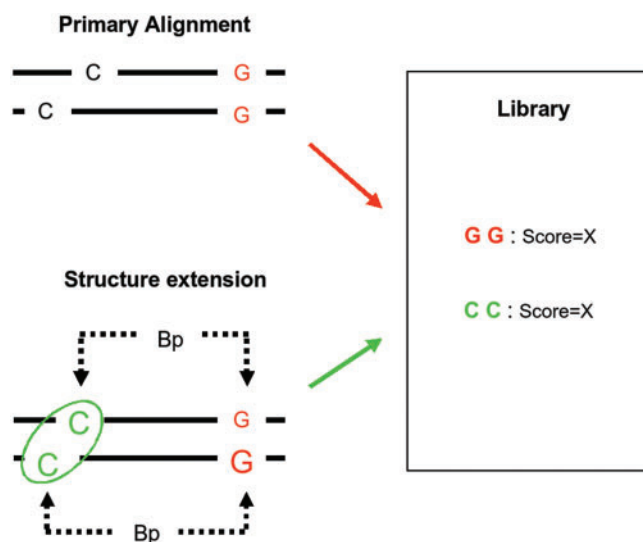 Primary Alignment
C G
C G
Library
G G : Score=X
C C : Score=X
Structure extension
Bp
C G
C G
Bp